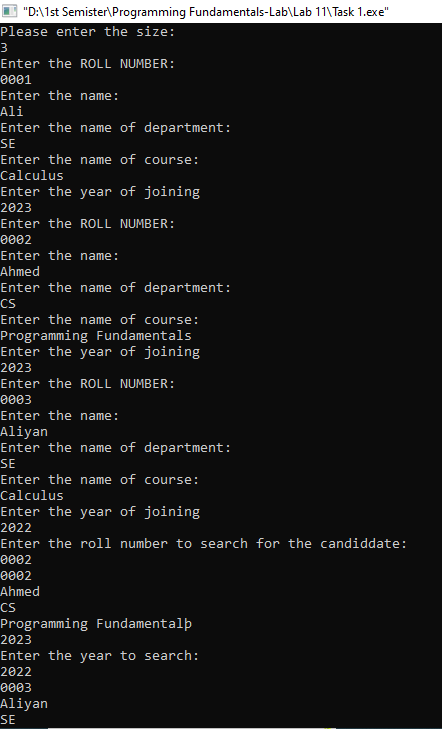 "D:\1st Semister\Programming Fundamentals-Lab\Lab 11\Task 1.exe"
Please enter the size:
3
Enter the ROLL NUMBER:
0001
Enter the name:
Ali
Enter the name of department:
SE
Enter the name of course:
Calculus
Enter the year of joining
2023
Enter the ROLL NUMBER:
0002
Enter the name:
Ahmed
Enter the name of department:
CS
Enter the name of course:
Programming Fundamentals
Enter the year of joining
2023
Enter the ROLL NUMBER:
0003
Enter the name:
Aliyan
Enter the name of department:
SE
Enter the name of course:
Calculus
Enter the year of joining
2022
Enter the roll number to search for the candiddate:
0002
0002
Ahmed
CS
Programming Fundamentalþ
2023
Enter the year to search:
2022
0003
Aliyan
SE